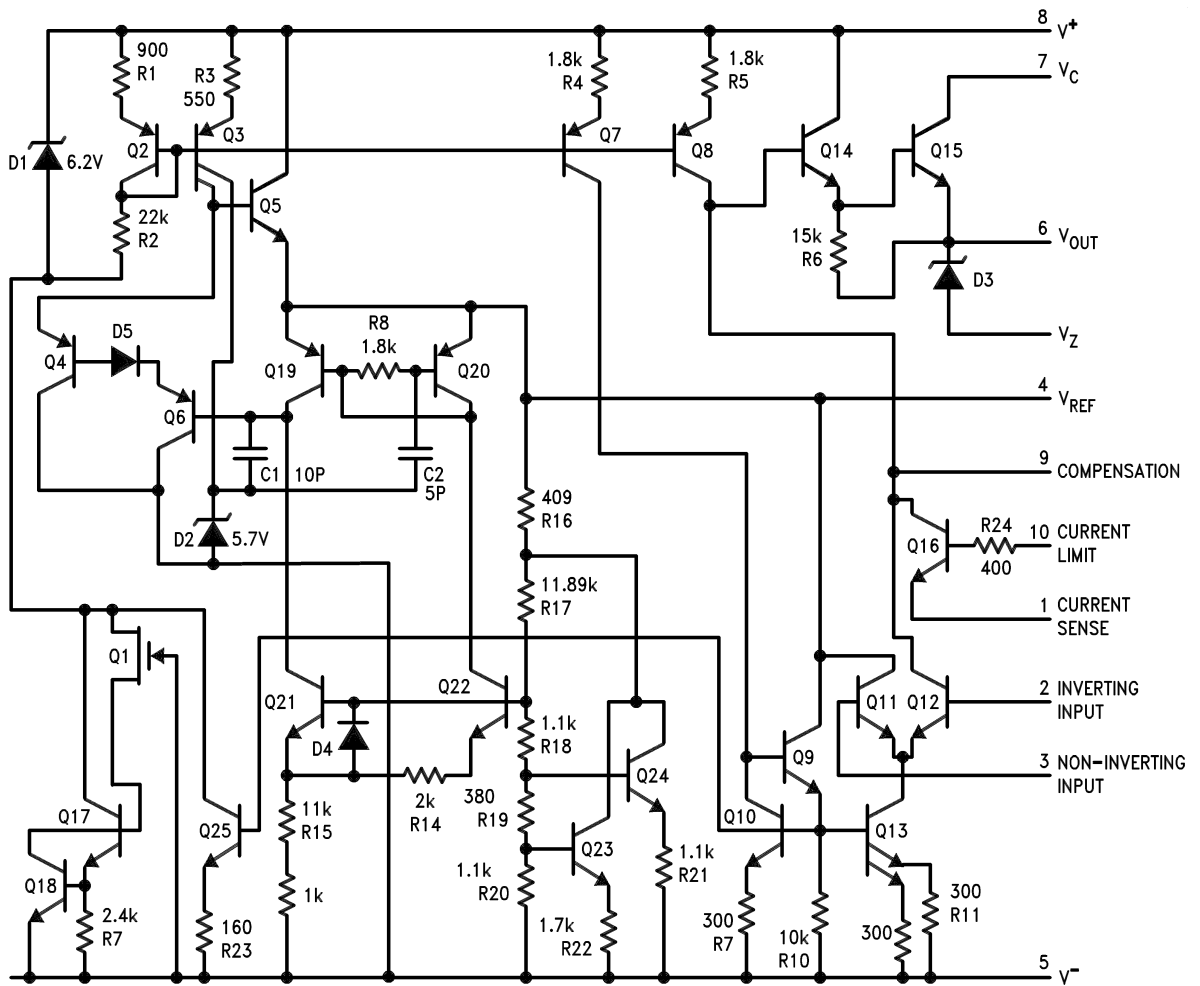 8 V+
7 VC
900
R1
R3
550
1.8k
R4
1.8k
R5
D1 6.2V
Q2
Q3
Q7
Q8
Q14
Q15
Q5
22k
R2
15k
R6
6 VOUT
D3
VZ
Q4
D5
R8
1.8k
Q19
Q20
Q6
4 VREF
C1 10P
C2
5P
9 COMPENSATION
409
R16
D2 5.7V
Q16
R24
400
10 CURRENT
LIMIT
11.89k
R17
1 CURRENT
SENSE
Q1
Q21
Q22
Q11
Q12
2 INVERTING
INPUT
D4
1.1k
R18
Q9
Q24
3 NON-INVERTING
INPUT
2k
R14
380
R19
Q17
Q25
11k
R15
Q10
Q13
Q23
Q18
1k
1.1k
R20
1.1k
R21
2.4k
R7
160
R23
1.7k
R22
300
R7
10k
R10
300
300
R11
5 V-